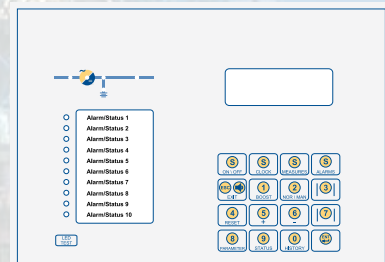 Alarm/Status 1
Alarm/Status 2
Alarm/Status 3
Alarm/Status 4
Alarm/Status 5
Alarm/Status 6
Alarm/Status 7
Alarm/Status 8
Alarm/Status 9
Alarm/Status 10
LED
TEST
S S S S
ON / OFF CLOCK MEASURES ALARMS
ESC 1 2 3
EXIT BOOST NOR / MAN
4 5 6 7
RESET + -
8 9 0
PARAMETER STATUS HISTORY